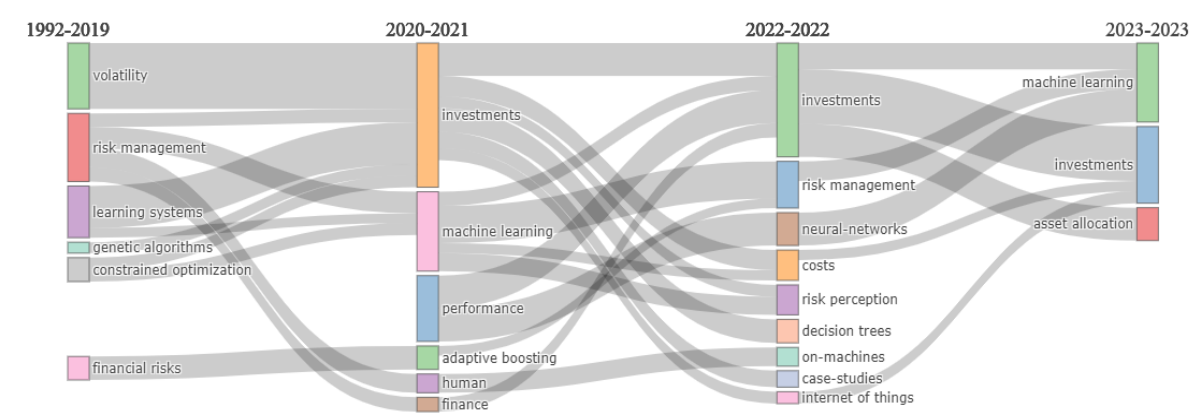 1992-2019
2020-2021
2022-2022
2023-2023
volatility
risk management
learning systems
genetic algorithms
constrained optimization
financial risks
investments
machine learning
performance
adaptive boosting
human
finance
investments
risk management
neural-networks
costs
risk perception
decision trees
on-machines
case-studies
internet of things
machine learning
investments
asset allocation